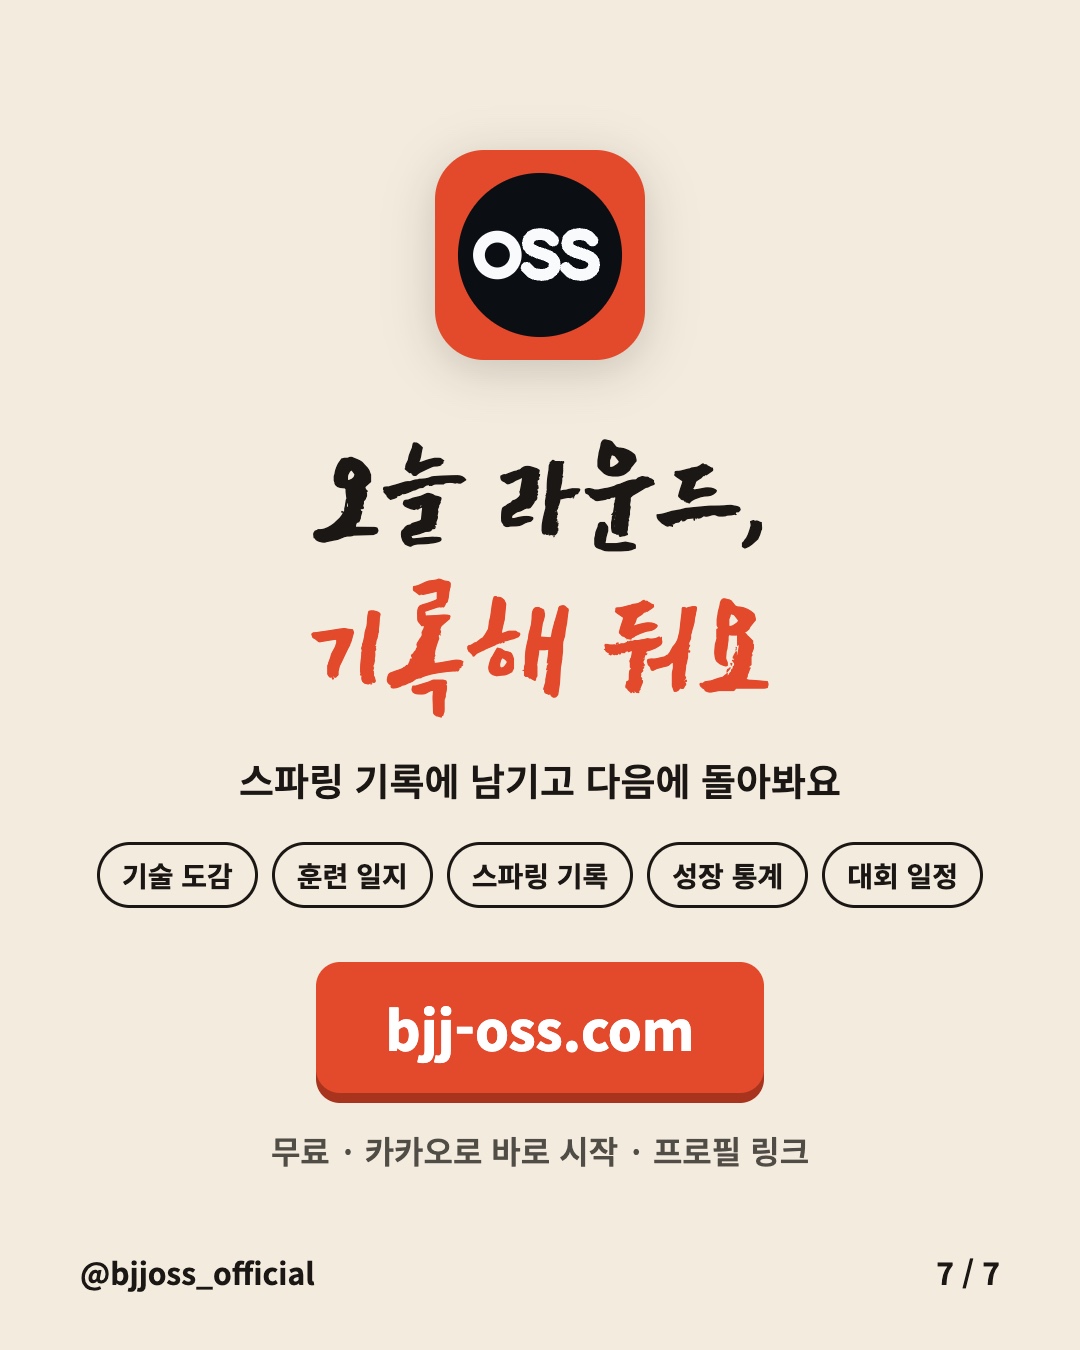 oss
오늘 라운드,
기록해 둬요
스파링 기록에 남기고 다음에 돌아봐요
기술 도감 훈련 일지 스파링 기록 성장 통계 대회 일정
bjj-oss.com
무료 · 카카오로 바로 시작 · 프로필 링크
@bjjoss_official 7 / 7